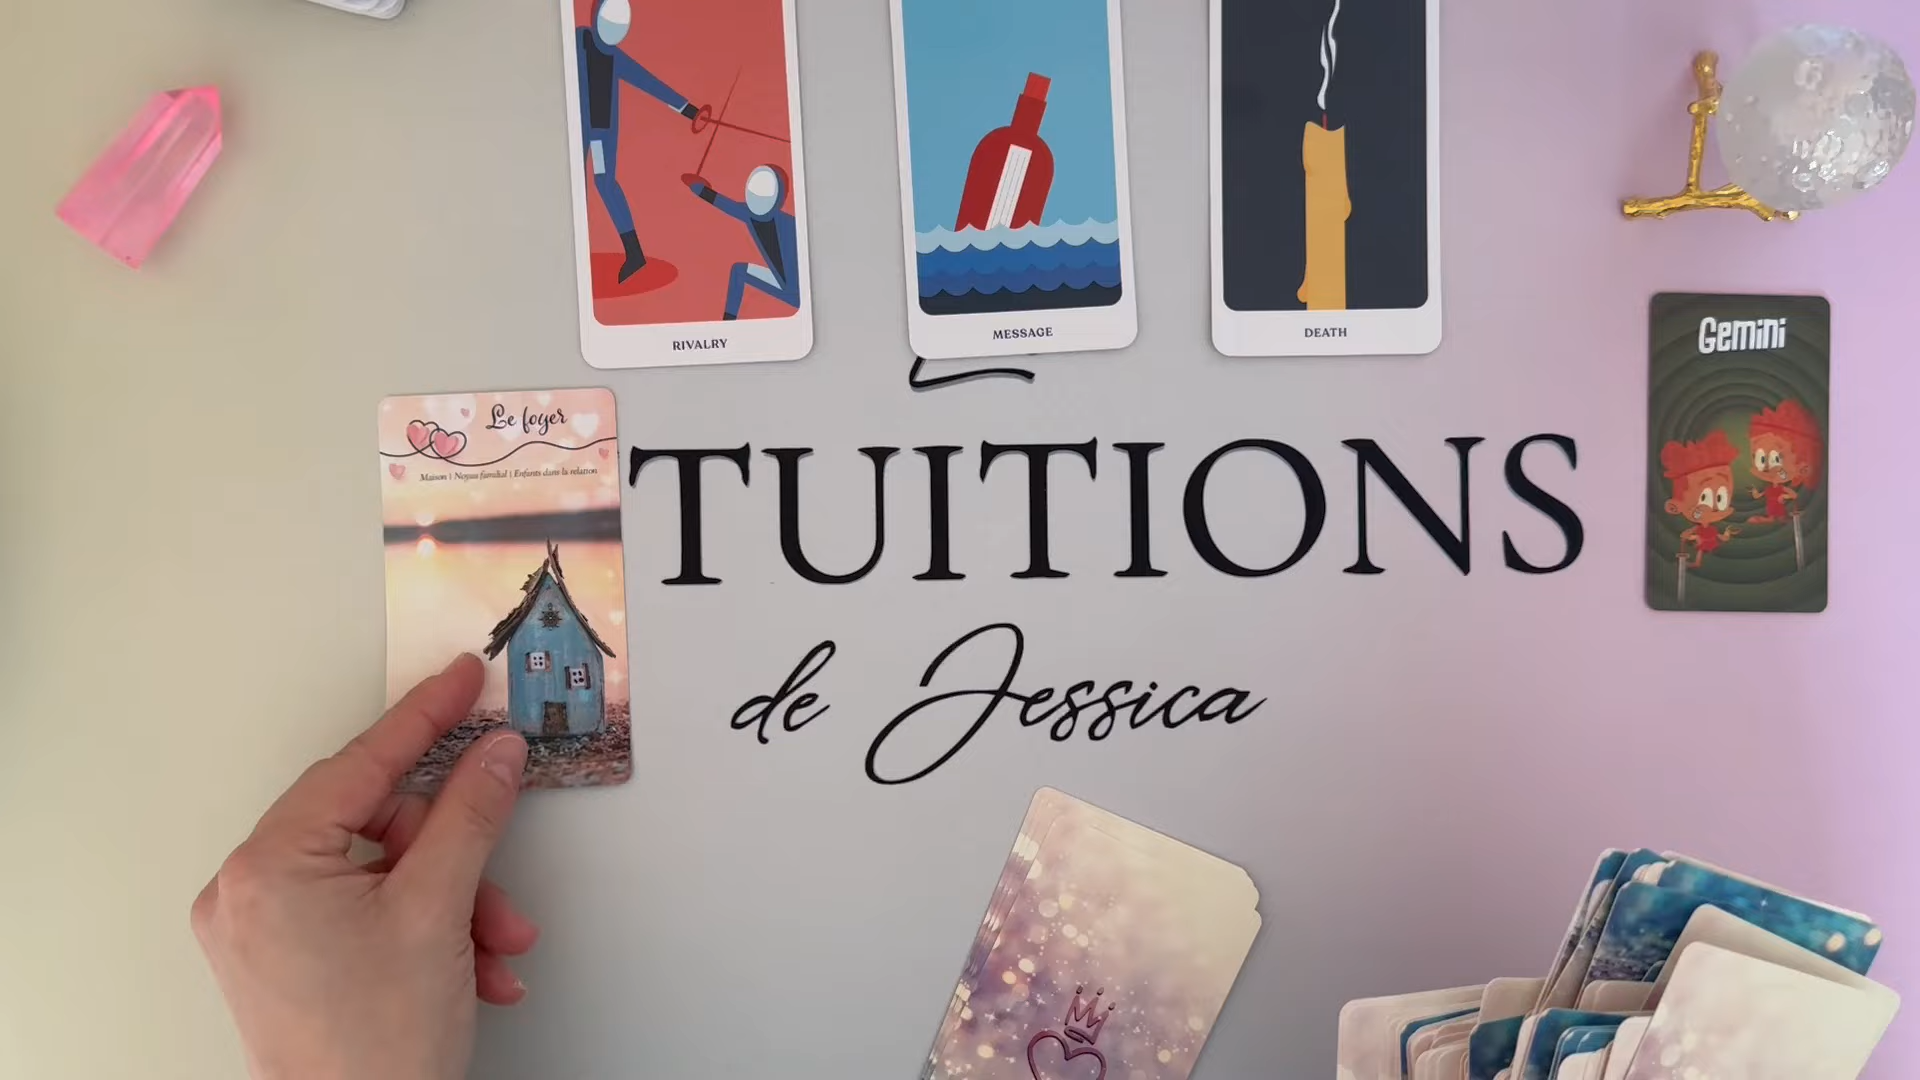 RIVALRY
MESSAGE
DEATH
Gemini
Le foyer
Maison | Noyau familial | Enfants dans la relation
TUITIONS
de Jessica